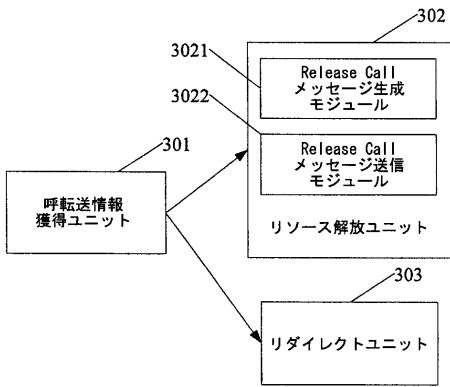 302
3021
Release Call
メッセージ生成
モジュール
3022
Release Call
メッセージ送信
モジュール
リソース解放ユニット
301
呼転送情報
獲得ユニット
303
リダイレクトユニット